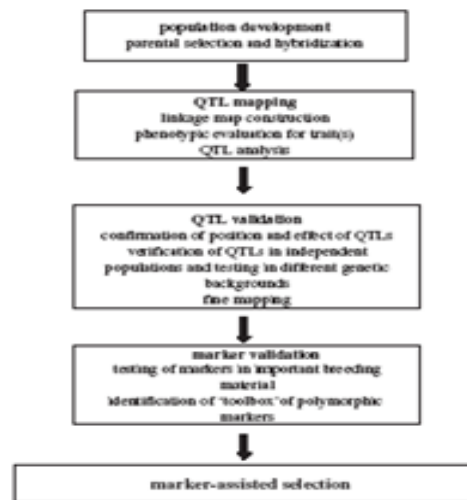 population development
parental selection and hybridization
QTL mapping
linkage map construction
phenotypic evaluation for trait(s)
QTL analysis
QTL validation
confirmation of position and effect of QTLs
verification of QTLs in independent
populations and testing in different genetic
backgrounds
fine mapping
marker validation
testing of markers in important breeding
material
identification of 'toolbox' of polymorphic
markers
marker-assisted selection